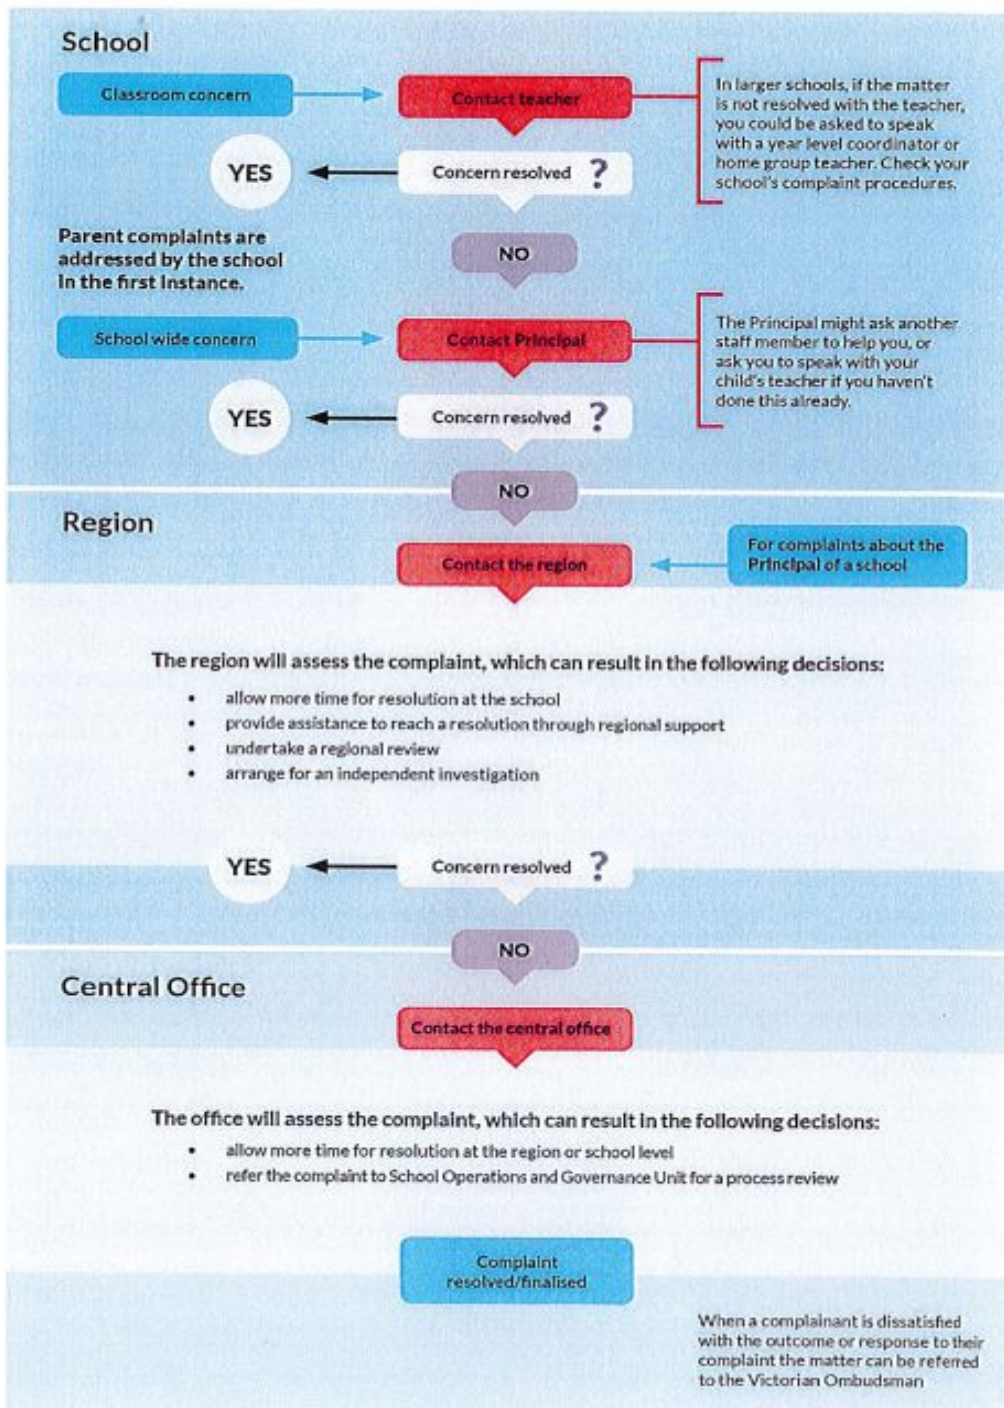 School
Classroom concern
Contact teacher
In larger schools, if the matter
is not resolved with the teacher,
you could be asked to speak
with a year level coordinator or
home group teacher. Check your
school's complaint procedures.
YES
Concern resolved ?
Parent complaints are
addressed by the school
in the first instance.
NO
School wide concern
Contact Principal
The Principal might ask another
staff member to help you, or
ask you to speak with your
child's teacher if you haven't
done this already.
YES
Concern resolved ?
NO
Region
Contact the region
For complaints about the
Principal of a school
The region will assess the complaint, which can result in the following decisions:
• allow more time for resolution at the school
• provide assistance to reach a resolution through regional support
• undertake a regional review
• arrange for an independent investigation
YES
Concern resolved ?
NO
Central Office
Contact the central office
The office will assess the complaint, which can result in the following decisions:
• allow more time for resolution at the region or school level
• refer the complaint to School Operations and Governance Unit for a process review
Complaint
resolved/finalised
When a complainant is dissatisfied
with the outcome or response to their
complaint the matter can be referred
to the Victorian Ombudsman